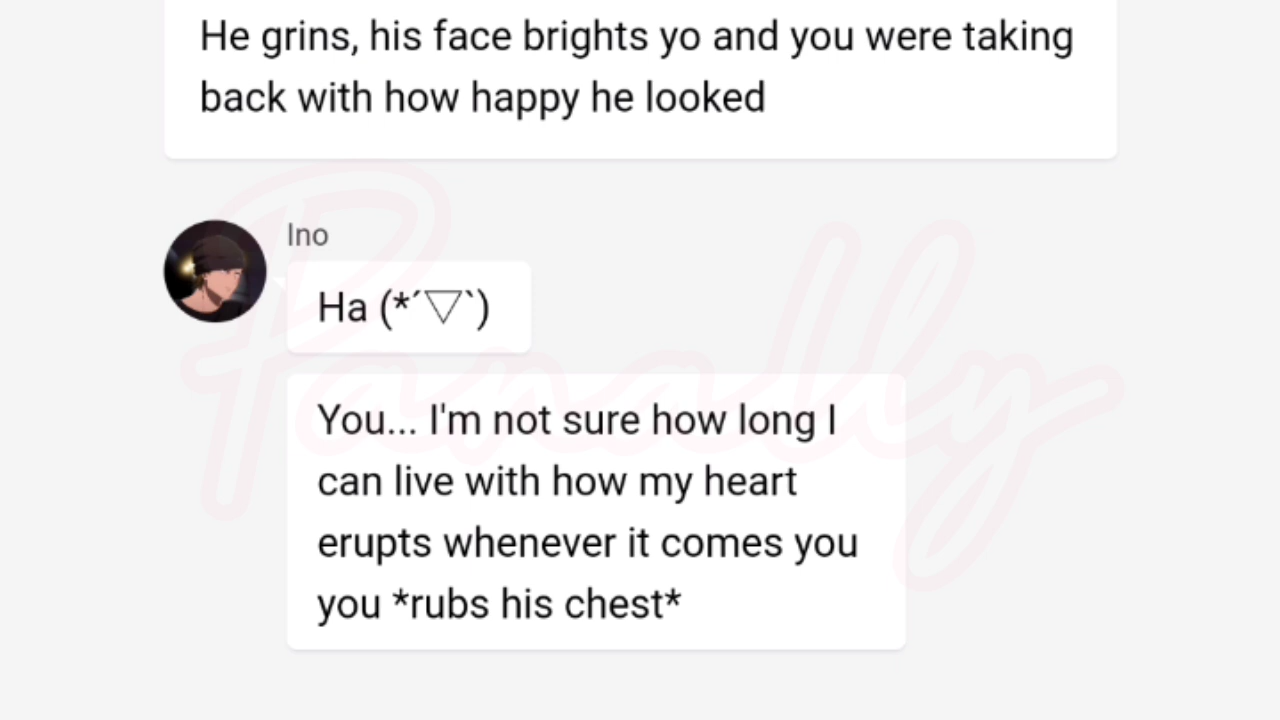 He grins, his face brights yo and you were taking
back with how happy he looked
Ino
Ha (*´▽`)
You... I'm not sure how long I
can live with how my heart
erupts whenever it comes you
you *rubs his chest*
Panally